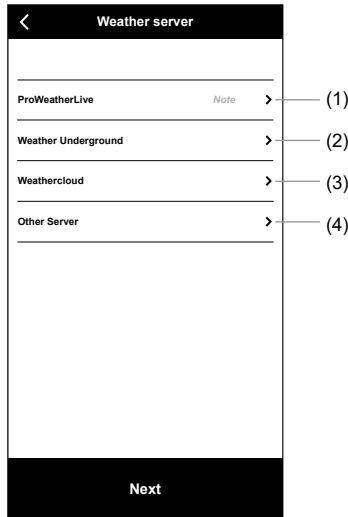 Weather server
ProWeatherLive Note (1)
Weather Underground (2)
Weathercloud (3)
Other Server (4)
Next